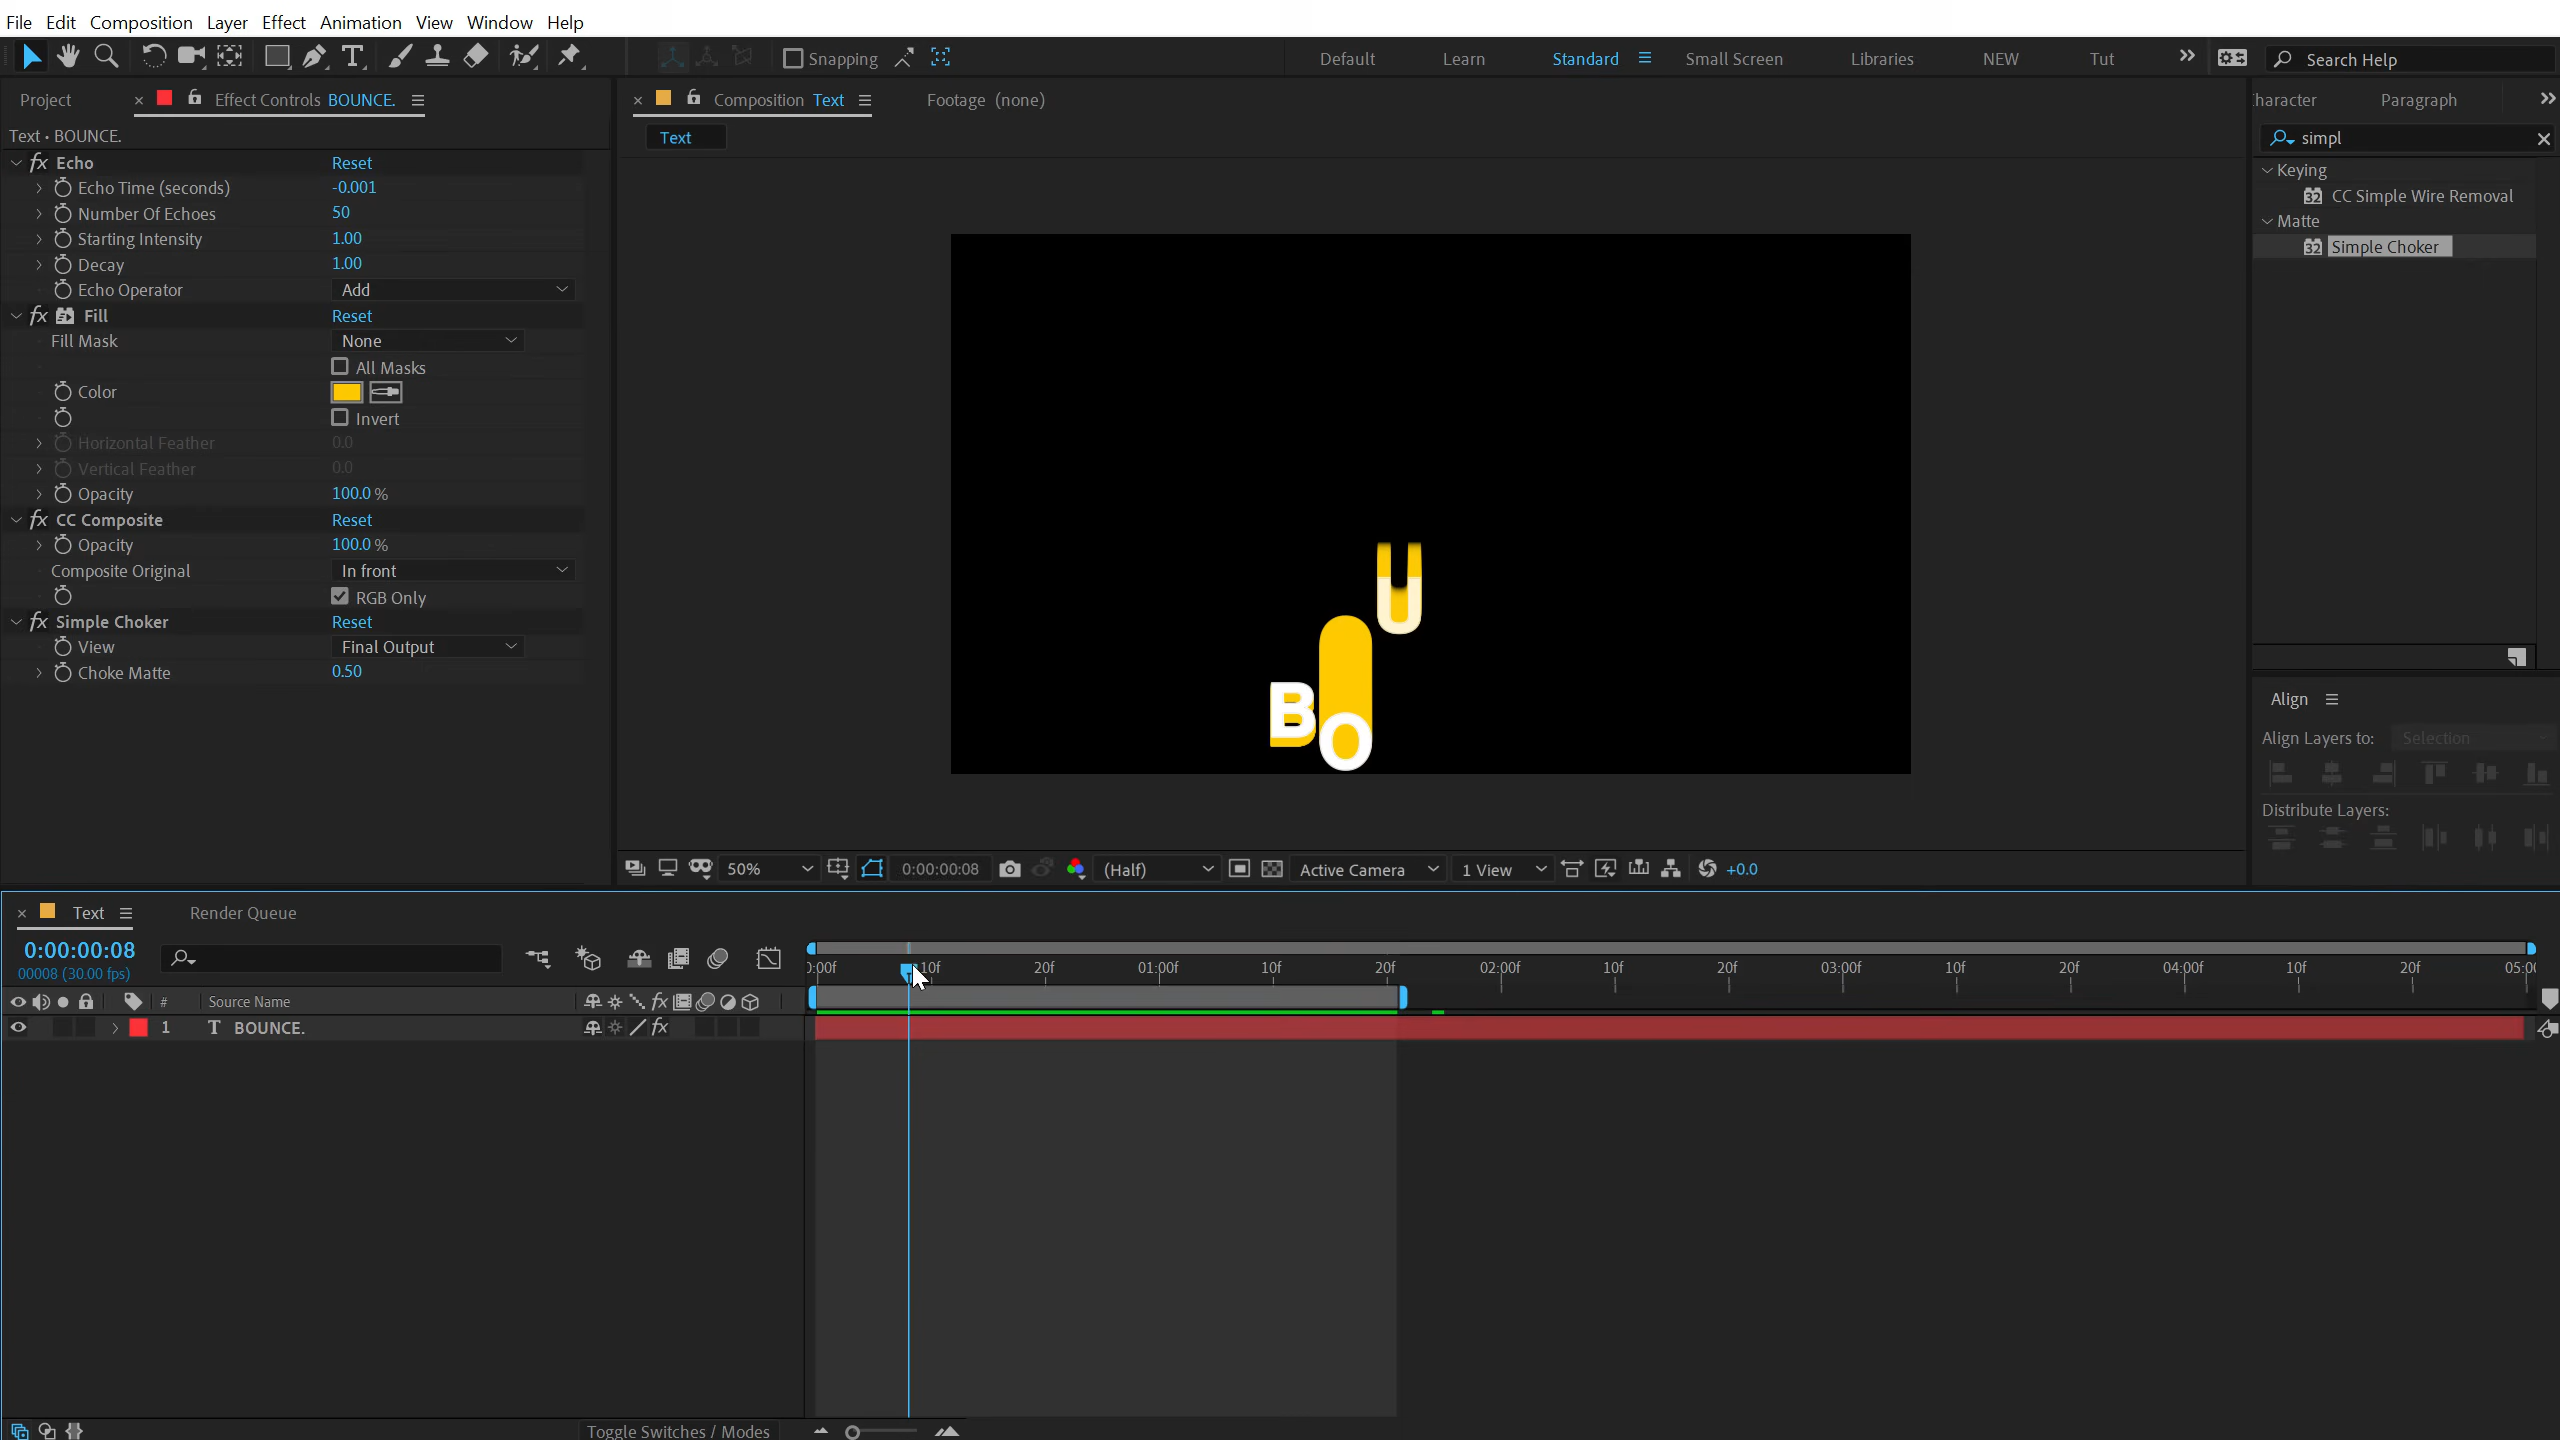 File Edit Composition Layer Effect Animation View Window Help
Snapping Default Learn Standard Small Screen Libraries NEW Tut Search Help
Project Effect Controls BOUNCE. Composition Text Footage (none) Paragraph
Text • BOUNCE. Text simpl
Echo Reset
Echo Time (seconds) -0.001
Number Of Echoes 50
Starting Intensity 1.00
Decay 1.00
Echo Operator Add
Fill Reset
Fill Mask None
All Masks
Color
Invert
Horizontal Feather 0.0
Vertical Feather 0.0
Opacity 100.0 %
CC Composite Reset
Opacity 100.0 %
Composite Original In front
RGB Only
Simple Choker Reset
View Final Output
Choke Matte 0.50
U
B
O
Keying
32 CC Simple Wire Removal
Matte
32 Simple Choker
Align
Align Layers to: Selection
Distribute Layers:
50% 0:00:00:08 (Half) Active Camera 1 View +0.0
Text Render Queue
0:00:00:08
00008 (30.00 fps)
0:00f 10f 20f 01:00f 10f 20f 02:00f 10f 20f 03:00f 10f 20f 04:00f 10f 20f 05:00
# Source Name
1 T BOUNCE.
Toggle Switches / Modes